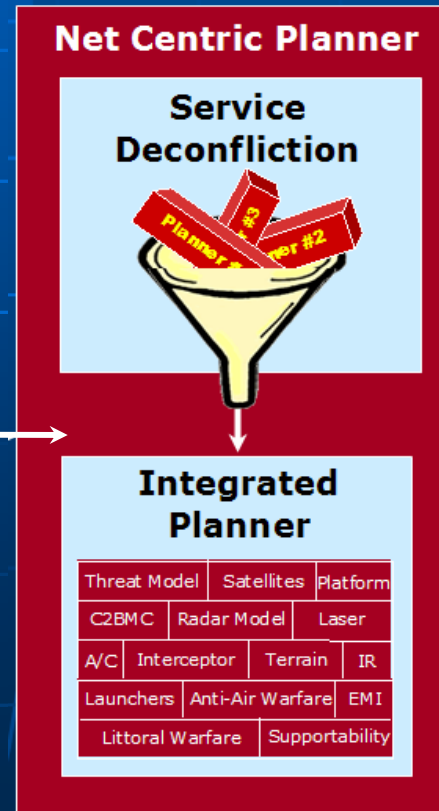 Net Centric Planner
Service
Deconfliction
Planner #
#3
ner #2
Integrated
Planner
Threat Model Satellites Platform
C2BMC Radar Model Laser
A/C Interceptor Terrain IR
Launchers Anti-Air Warfare EMI
Littoral Warfare Supportability